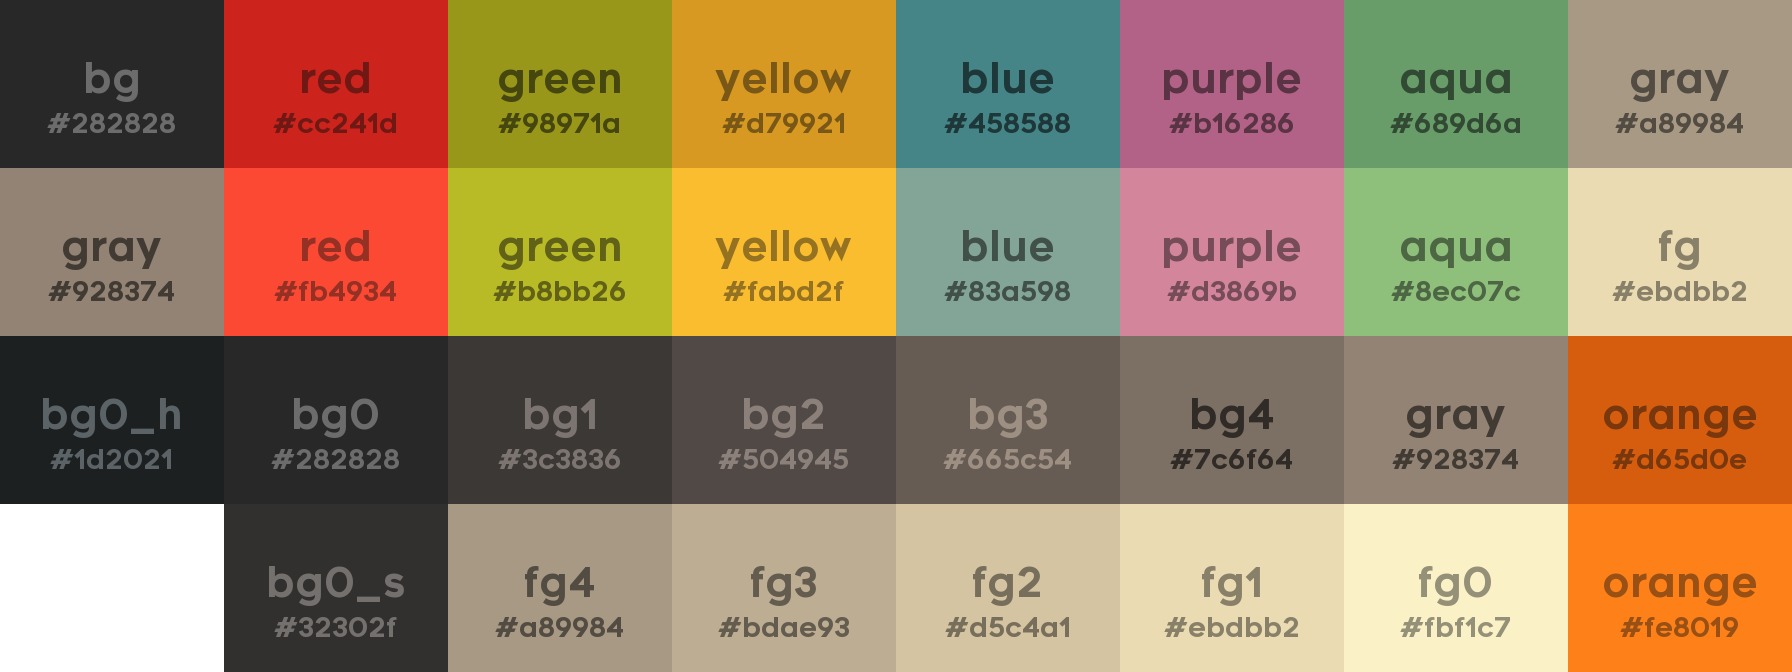 bg red green yellow blue purple aqua gray
#282828 #cc241d #98971a #d79921 #458588 #b16286 #689d6a #a89984
gray red green yellow blue purple aqua fg
#928374 #fb4934 #b8bb26 #fabd2f #83a598 #d3869b #8ec07c #ebdbb2
bg0_h bg0 bg1 bg2 bg3 bg4 gray orange
#1d2021 #282828 #3c3836 #504945 #665c54 #7c6f64 #928374 #d65d0e
bg0_s fg4 fg3 fg2 fg1 fg0 orange
#32302f #a89984 #bdae93 #d5c4a1 #ebdbb2 #fbf1c7 #fe8019